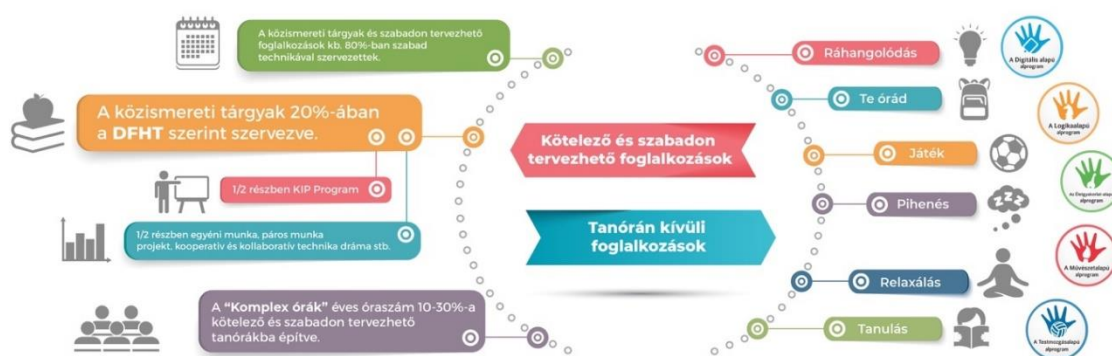 A közismereti tárgyak és szabadon tervezhető
foglalkozások kb. 80%-ban szabad
technikával szervezettek.
A közismereti tárgyak 20%-ában
a DFHT szerint szervezve.
1/2 részben KIP Program
1/2 részben egyéni munka, páros munka
projekt, kooperatív és kollaboratív technika dráma stb.
A "Komplex órák" éves óraszám 10-30%-a
kötelező és szabadon tervezhető
tanórákba építve.
Kötelező és szabadon
tervezhető foglalkozások
Tanórán kívüli
foglalkozások
Ráhangolódás
Te órád
Játék
Pihenés
zzz
Relaxálás
Tanulás
A Digitális alapú
alprogram
A Logikaalapú
alprogram
alprogram
A Művészetalapú
alprogram
A Testmozgásalapú
alprogram